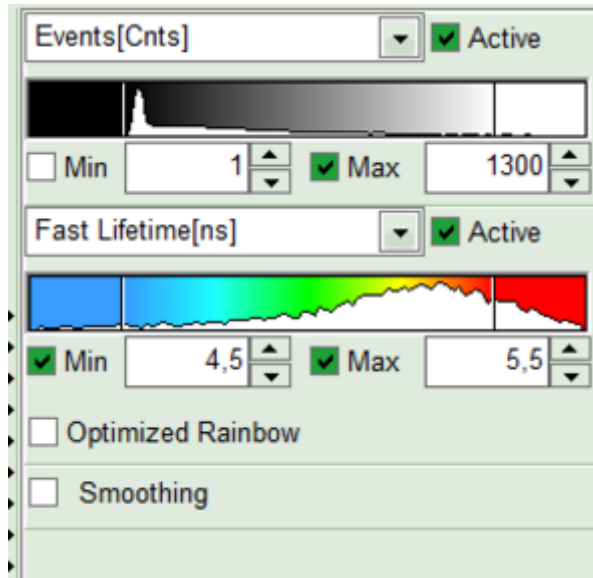 Events[Cnts] Active
Min 1 Max 1300
Fast Lifetime[ns] Active
Min 4,5 Max 5,5
Optimized Rainbow
Smoothing